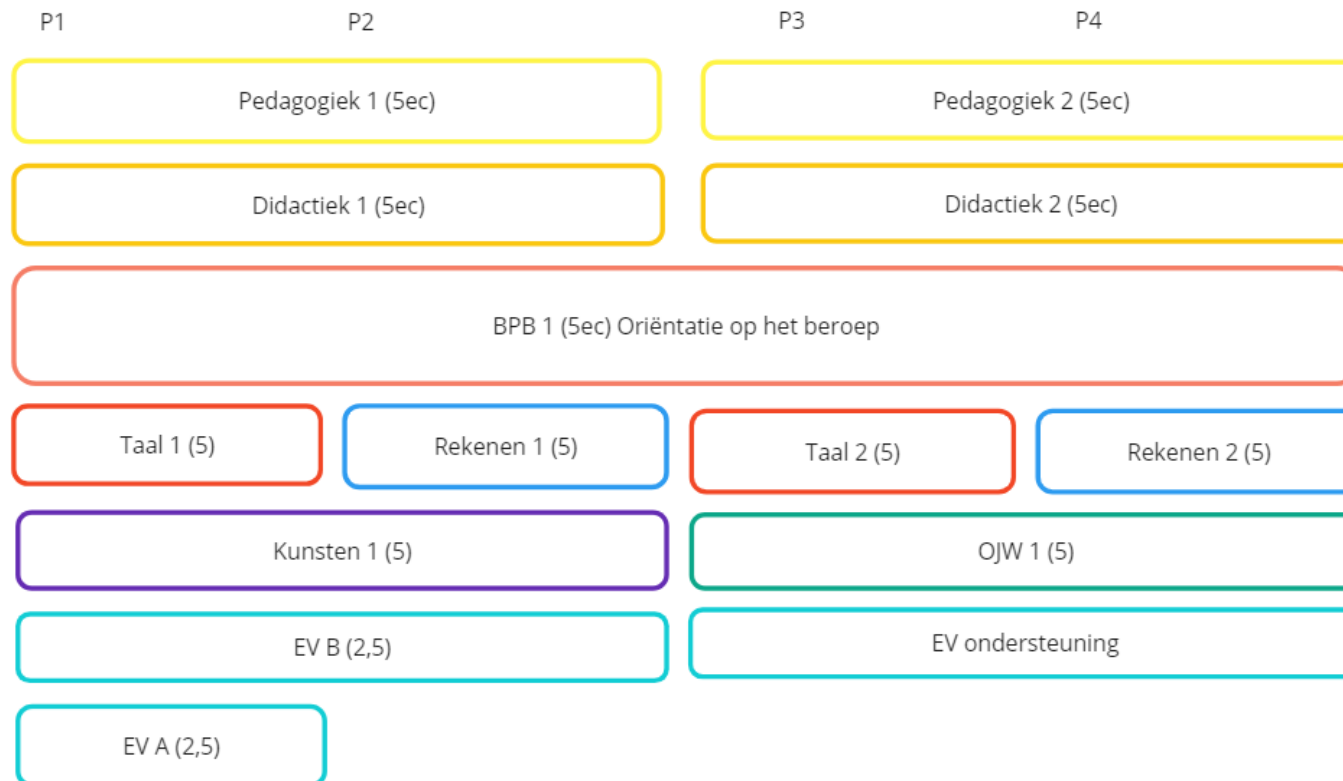 P1 P2 P3 P4
Pedagogiek 1 (5ec) Pedagogiek 2 (5ec)
Didactiek 1 (5ec) Didactiek 2 (5ec)
BPB 1 (5ec) Oriëntatie op het beroep
Taal 1 (5) Rekenen 1 (5) Taal 2 (5) Rekenen 2 (5)
Kunsten 1 (5) OJW 1 (5)
EV B (2,5) EV ondersteuning
EV A (2,5)